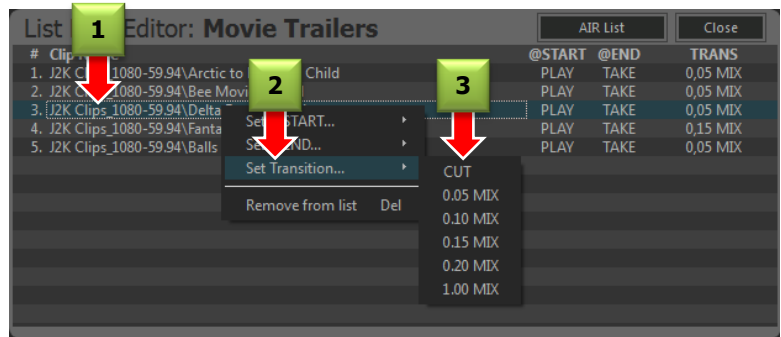 List Editor: Movie Trailers
AIR List
Close
1
# Clip @START @END TRANS
1. J2K C 1080-59.94\Arctic to Child PLAY TAKE 0,05 MIX
2. J2K C 1080-59.94\Bee Movi PLAY TAKE 0,05 MIX
3. J2K Clips_1080-59.94\Delta PLAY TAKE 0,05 MIX
4. J2K Clips_1080-59.94\Fanta PLAY TAKE 0,15 MIX
5. J2K Clips_1080-59.94\Balls PLAY TAKE 0,05 MIX
2
Set START...
Set END...
Set Transition...
Remove from list Del
3
CUT
0.05 MIX
0.10 MIX
0.15 MIX
0.20 MIX
1.00 MIX